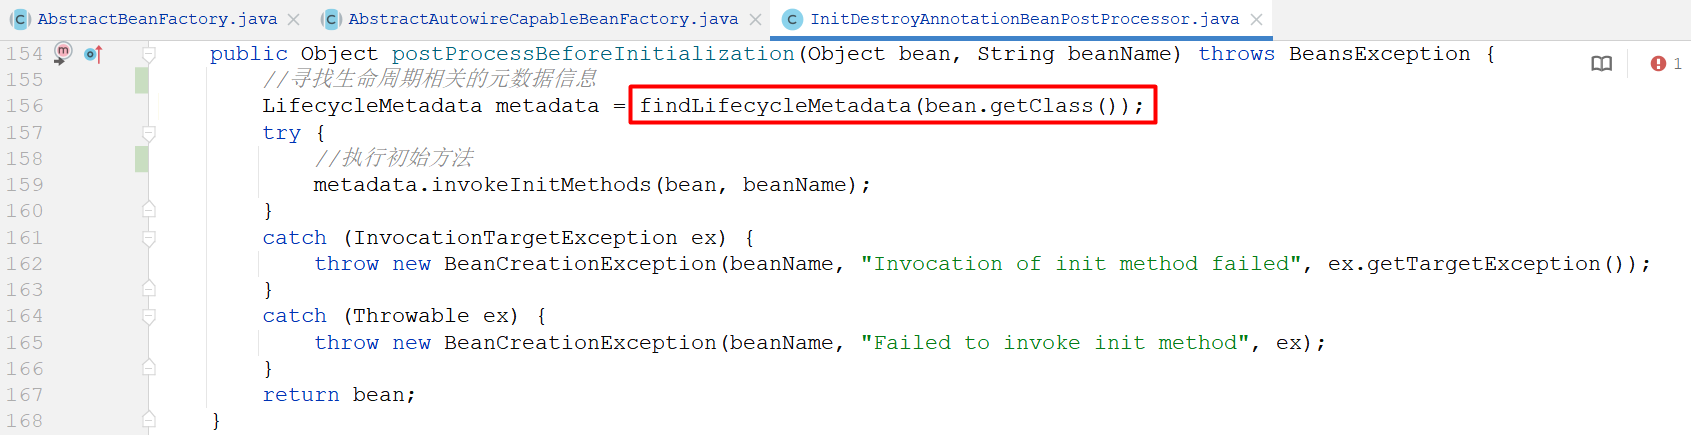 AbstractBeanFactory.java AbstractAutowireCapableBeanFactory.java InitDestroyAnnotationBeanPostProcessor.java
154 public Object postProcessBeforeInitialization(Object bean, String beanName) throws BeansException { 1
155 //寻找生命周期相关的元数据信息
156 LifecycleMetadata metadata = findLifecycleMetadata(bean.getClass());
157 try {
158 //执行初始方法
159 metadata.invokeInitMethods(bean, beanName);
160 }
161 catch (InvocationTargetException ex) {
162 throw new BeanCreationException(beanName, "Invocation of init method failed", ex.getTargetException());
163 }
164 catch (Throwable ex) {
165 throw new BeanCreationException(beanName, "Failed to invoke init method", ex);
166 }
167 return bean;
168 }